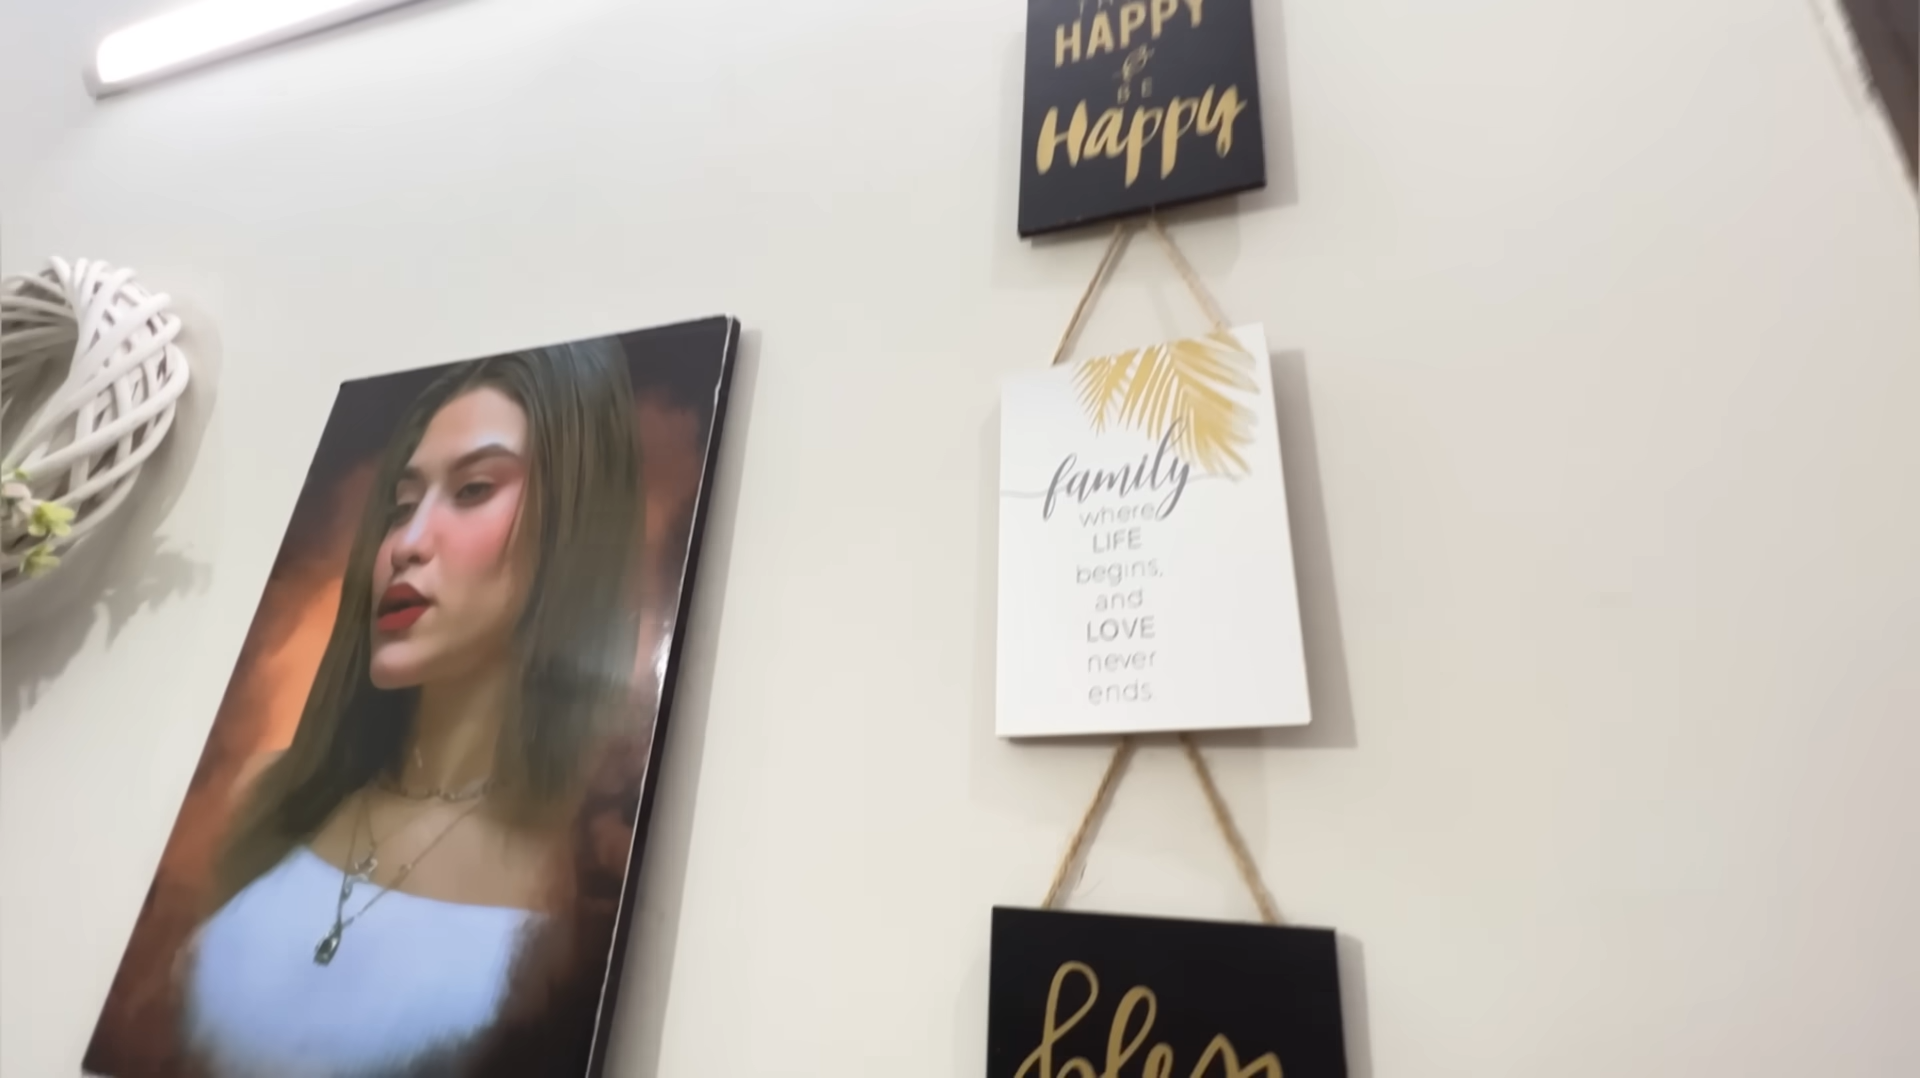 HAPPY
&
BE
Happy
family
where
LIFE
begins,
and
LOVE
never
ends